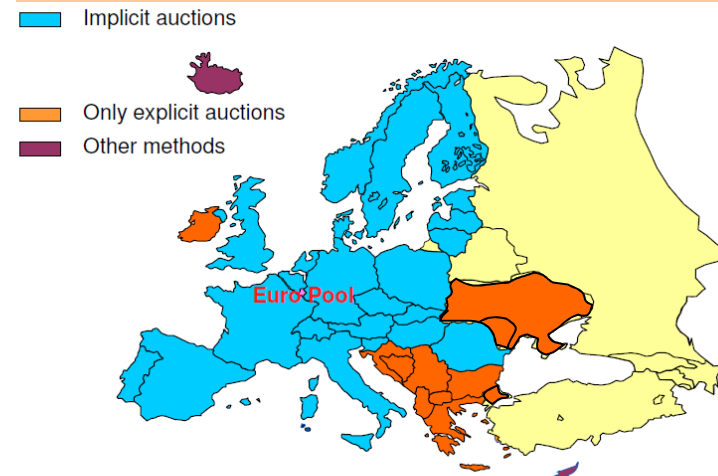 Implicit auctions
Only explicit auctions
Other methods
Euro Pool